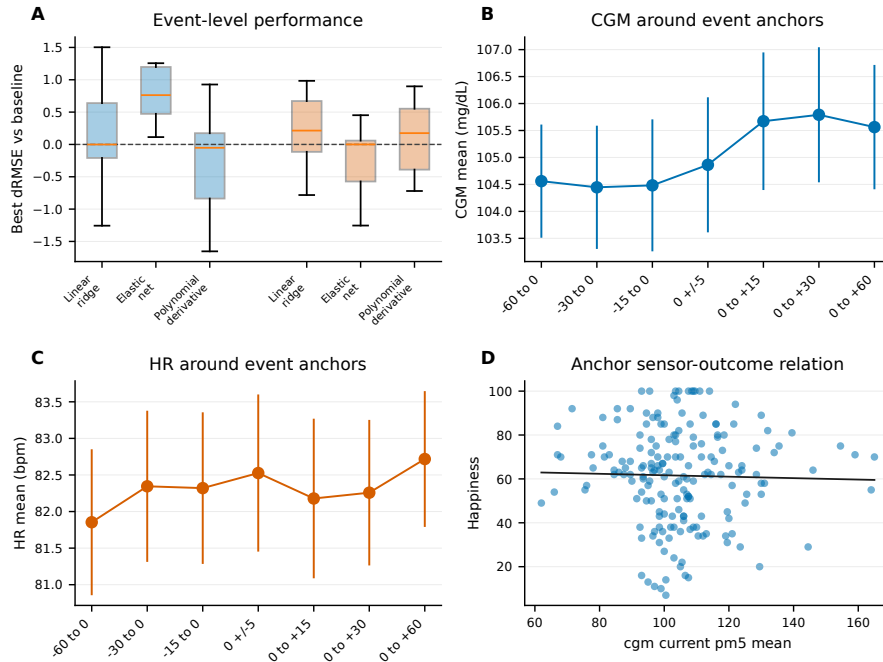 A
Event-level performance
Best dRMSE vs baseline
1.5
1.0
0.5
0.0
−0.5
−1.0
−1.5
Linear
ridge
Elastic
net
Polynomial
derivative
Linear
ridge
Elastic
net
Polynomial
derivative
B
CGM around event anchors
CGM mean (mg/dL)
107.0
106.5
106.0
105.5
105.0
104.5
104.0
103.5
-60 to 0
-30 to 0
-15 to 0
0 +/-5
0 to +15
0 to +30
0 to +60
C
HR around event anchors
HR mean (bpm)
83.5
83.0
82.5
82.0
81.5
81.0
-60 to 0
-30 to 0
-15 to 0
0 +/-5
0 to +15
0 to +30
0 to +60
D
Anchor sensor-outcome relation
Happiness
100
80
60
40
20
60
80
100
120
140
160
cgm current pm5 mean